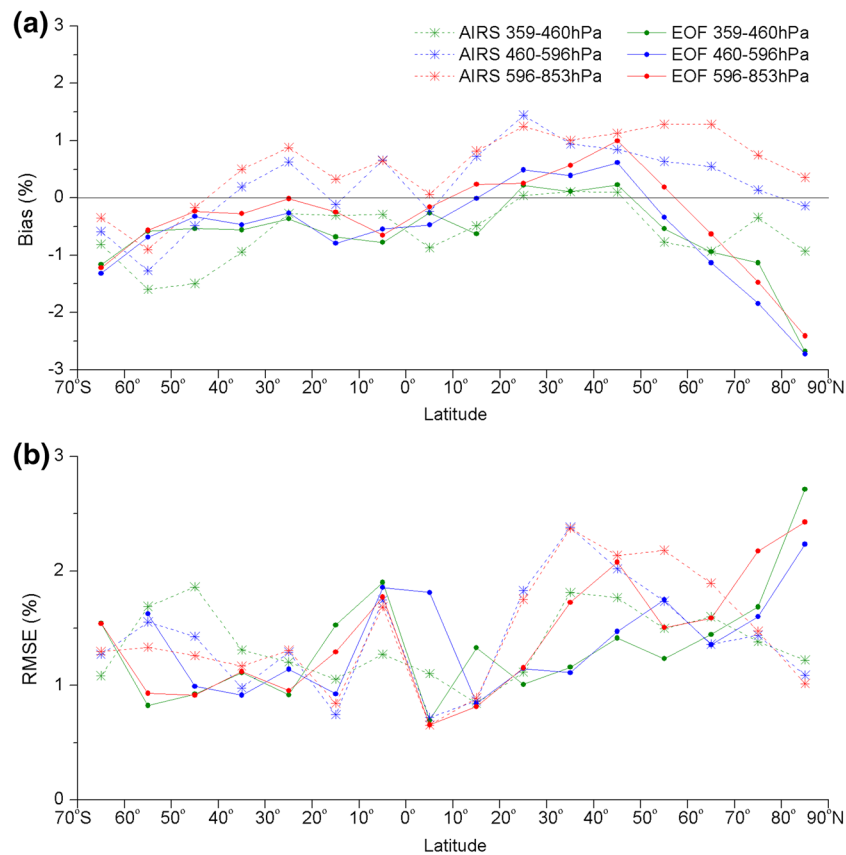 (a)
3
2
1
0
-1
-2
-3
Bias (%)
AIRS 359-460hPa
AIRS 460-596hPa
AIRS 596-853hPa
EOF 359-460hPa
EOF 460-596hPa
EOF 596-853hPa
70°S 60° 50° 40° 30° 20° 10° 0° 10° 20° 30° 40° 50° 60° 70° 80° 90°N
Latitude
(b)
3
2
1
0
RMSE (%)
70°S 60° 50° 40° 30° 20° 10° 0° 10° 20° 30° 40° 50° 60° 70° 80° 90°N
Latitude